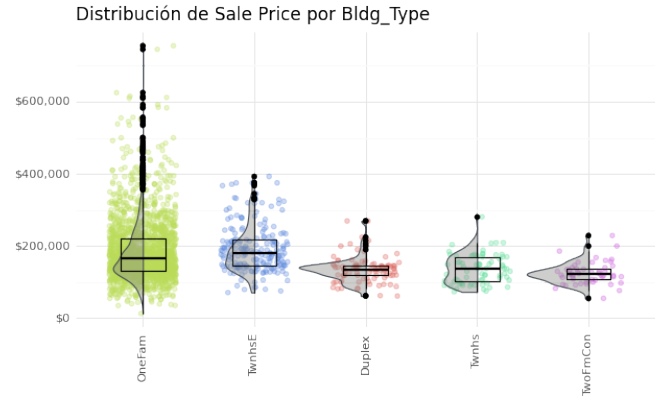 Distribución de Sale Price por Bldg_Type
$600,000
$400,000
$200,000
$0
OneFam
TwnhsE
Duplex
Twnhs
TwoFmCon